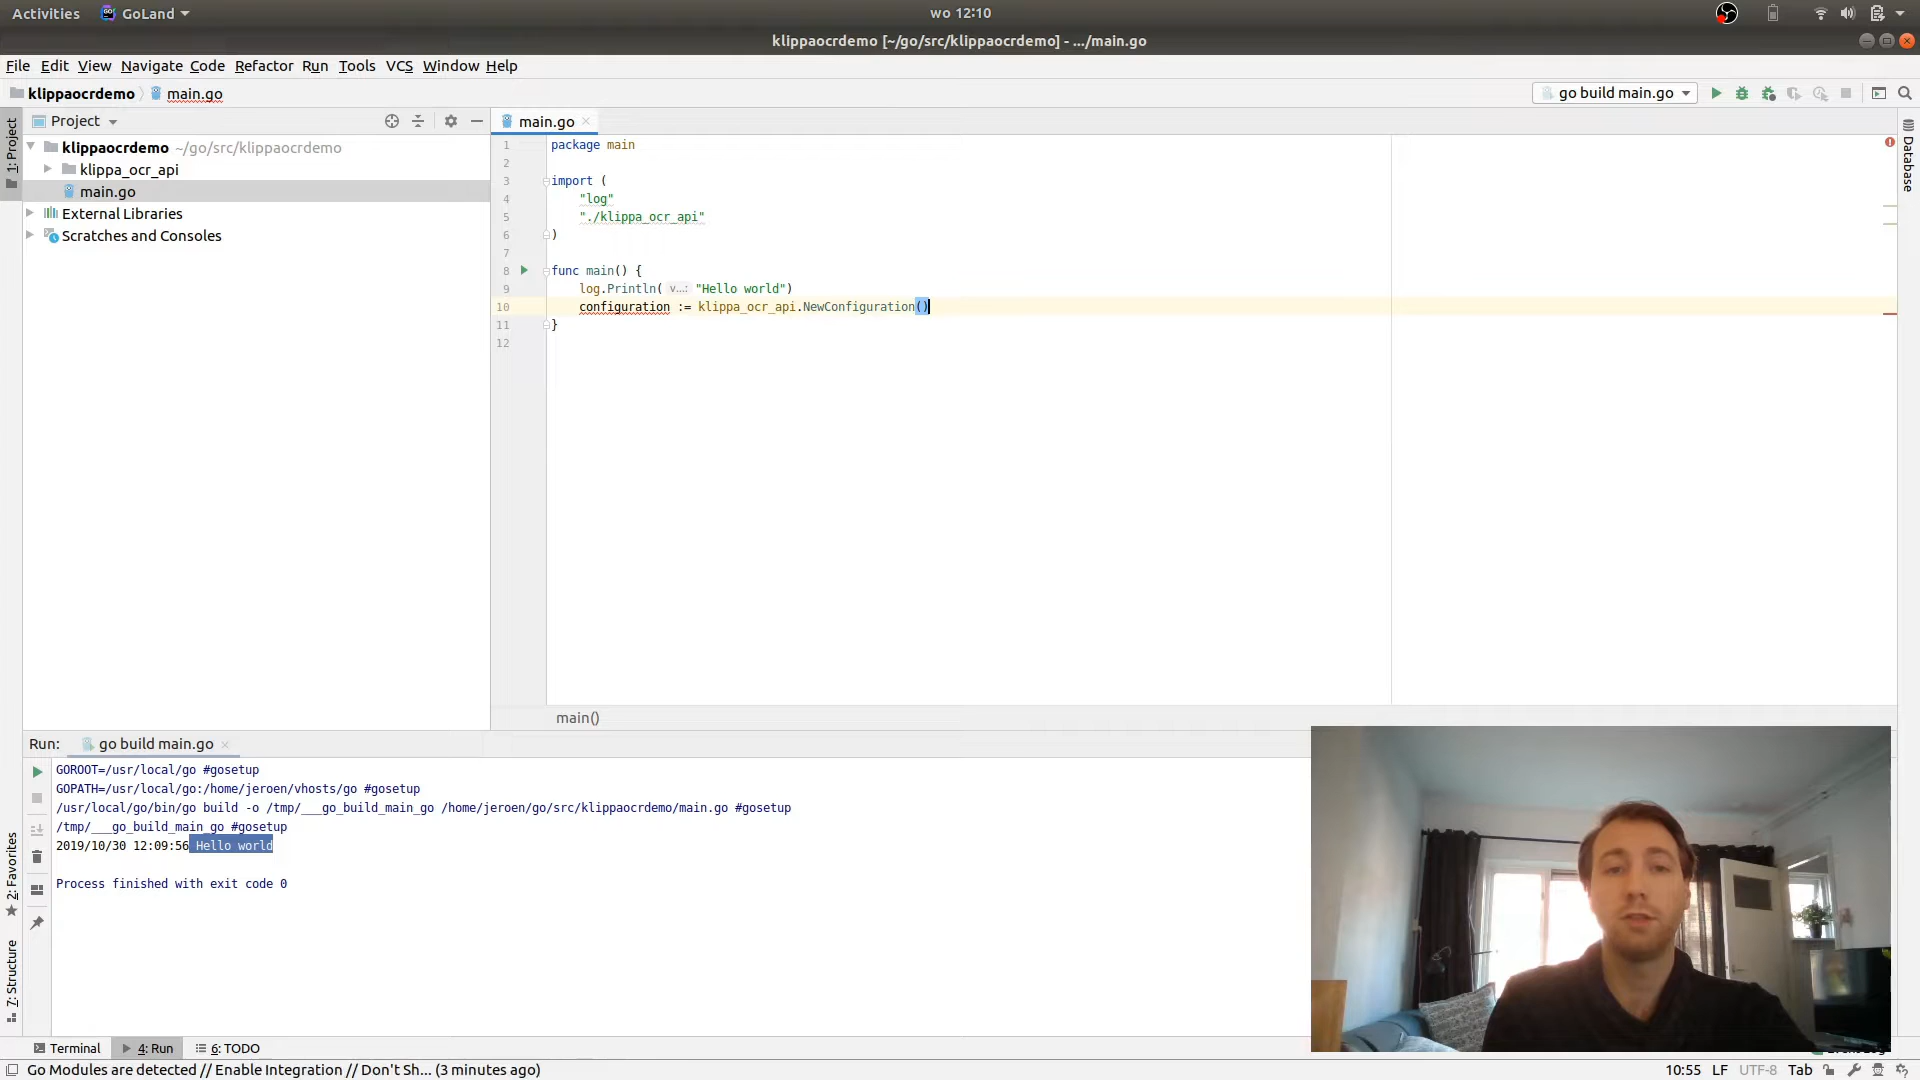 Activities GoLand wo 12:10
klippaocrdemo [~/go/src/klippaocrdemo] - .../main.go
File Edit View Navigate Code Refactor Run Tools VCS Window Help
klippaocrdemo main.go go build main.go
1: Project
Project
klippaocrdemo ~/go/src/klippaocrdemo
klippa_ocr_api
main.go
External Libraries
Scratches and Consoles
main.go
1 package main
2
3 import (
4 "log"
5 "./klippa_ocr_api"
6 )
7
8 func main() {
9 log.Println( v...: "Hello world")
10 configuration := klippa_ocr_api.NewConfiguration()
11 }
12
main()
Database
Run: go build main.go
GOROOT=/usr/local/go #gosetup
GOPATH=/usr/local/go:/home/jeroen/vhosts/go #gosetup
/usr/local/go/bin/go build -o /tmp/___go_build_main_go /home/jeroen/go/src/klippaocrdemo/main.go #gosetup
/tmp/___go_build_main_go #gosetup
2019/10/30 12:09:56 Hello world
Process finished with exit code 0
2: Favorites
7: Structure
Terminal 4: Run 6: TODO
Go Modules are detected // Enable Integration // Don't Sh... (3 minutes ago) 10:55 LF UTF-8 Tab